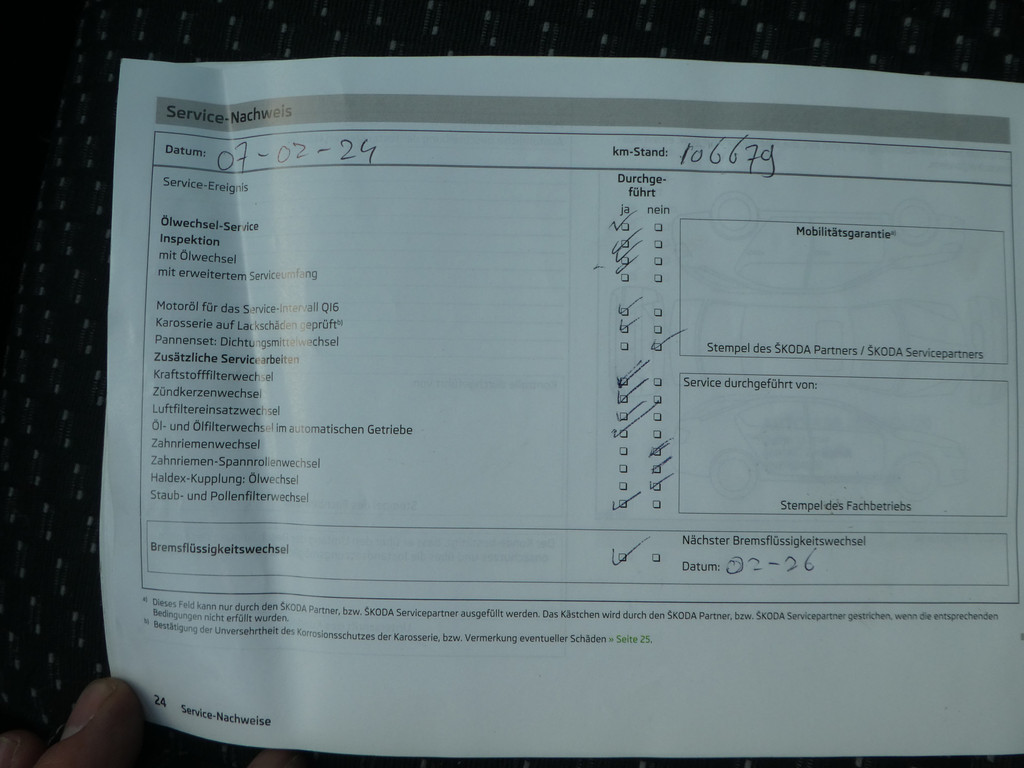 Service-Nachweis
Datum: 07-02-24 km-Stand: 106679
Service-Ereignis Durchge-
führt
ja nein
Ölwechsel-Service
Inspektion Mobilitätsgarantie a)
mit Ölwechsel
mit erweitertem Serviceumfang
Motoröl für das Service-Intervall QI6
Karosserie auf Lackschäden geprüft b)
Pannenset: Dichtungsmittelwechsel Stempel des ŠKODA Partners / ŠKODA Servicepartners
Zusätzliche Servicearbeiten
Kraftstofffilterwechsel Service durchgeführt von:
Zündkerzenwechsel
Luftfiltereinsatzwechsel
Öl- und Ölfilterwechsel im automatischen Getriebe
Zahnriemenwechsel
Zahnriemen-Spannrollenwechsel
Haldex-Kupplung: Ölwechsel
Staub- und Pollenfilterwechsel Stempel des Fachbetriebs
Bremsflüssigkeitswechsel Nächster Bremsflüssigkeitswechsel
Datum: 02-26
a) Dieses Feld kann nur durch den ŠKODA Partner, bzw. ŠKODA Servicepartner ausgefüllt werden. Das Kästchen wird durch den ŠKODA Partner, bzw. ŠKODA Servicepartner gestrichen, wenn die entsprechenden
Bedingungen nicht erfüllt wurden.
b) Bestätigung der Unversehrtheit des Korrosionsschutzes der Karosserie, bzw. Vermerkung eventueller Schäden » Seite 25.
24 Service-Nachweise